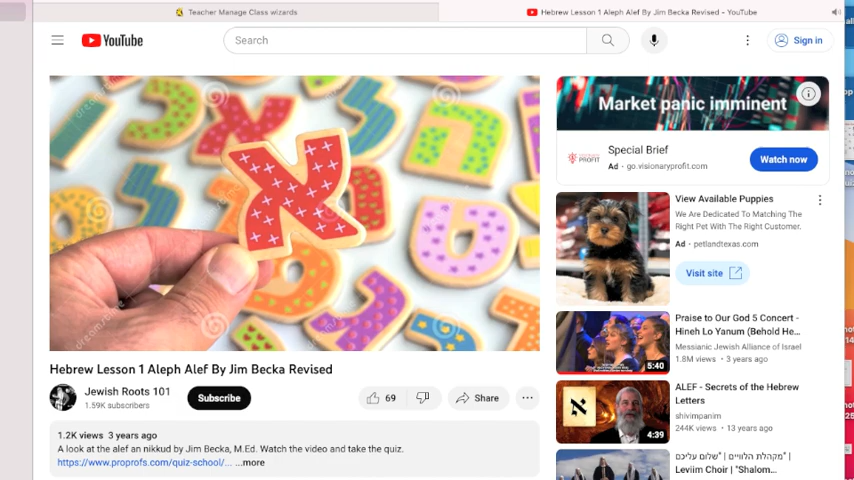 Teacher Manage Class wizards
Hebrew Lesson 1 Aleph Alef By Jim Becka Revised – YouTube
YouTube
Search
Sign in
א
Market panic imminent
Special Brief
PROFIT
Ad · go.visionaryprofit.com
Watch now
View Available Puppies
We Are Dedicated To Matching The
Right Pet With The Right Customer.
Ad · petlandtexas.com
Visit site
Praise to Our God 5 Concert -
Hineh Lo Yanum (Behold He...
Messianic Jewish Alliance of Israel
1.8M views · 3 years ago
5:40
ALEF - Secrets of the Hebrew
Letters
shivimpanim
244K views · 13 years ago
א
4:39
מקהלת הלוויים" | "שלום עליכם" |
Leviim Choir | "Shalom...
Hebrew Lesson 1 Aleph Alef By Jim Becka Revised
Jewish Roots 101
1.59K subscribers
Subscribe
69
Share
1.2K views 3 years ago
A look at the alef an nikkud by Jim Becka, M.Ed. Watch the video and take the quiz.
https://www.proprofs.com/quiz-school/... ...more